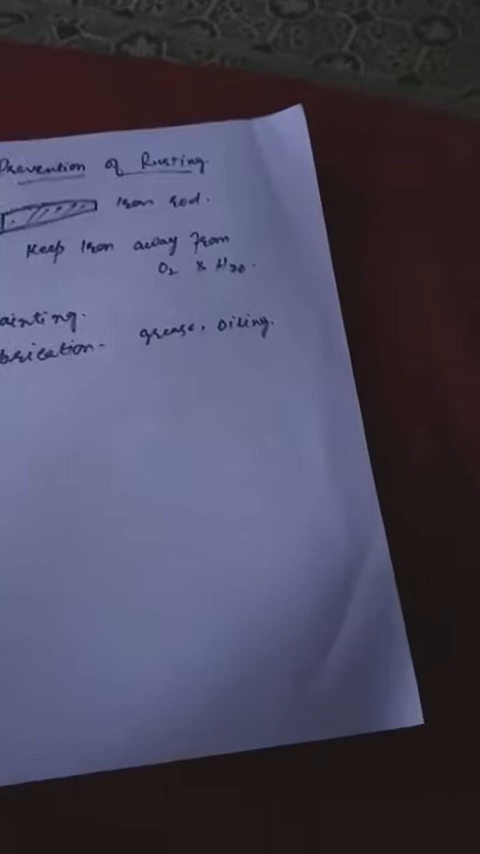 Prevention of Rusting.
Iron rod.
Keep Iron away from
O2 & H2O.
ainting.
brication- grease, Oiling.